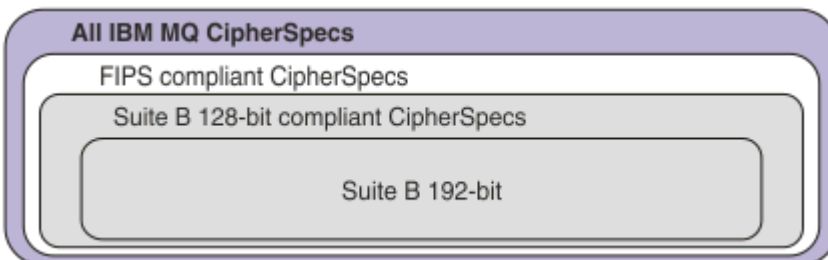 All IBM MQ CipherSpecs
FIPS compliant CipherSpecs
Suite B 128-bit compliant CipherSpecs
Suite B 192-bit